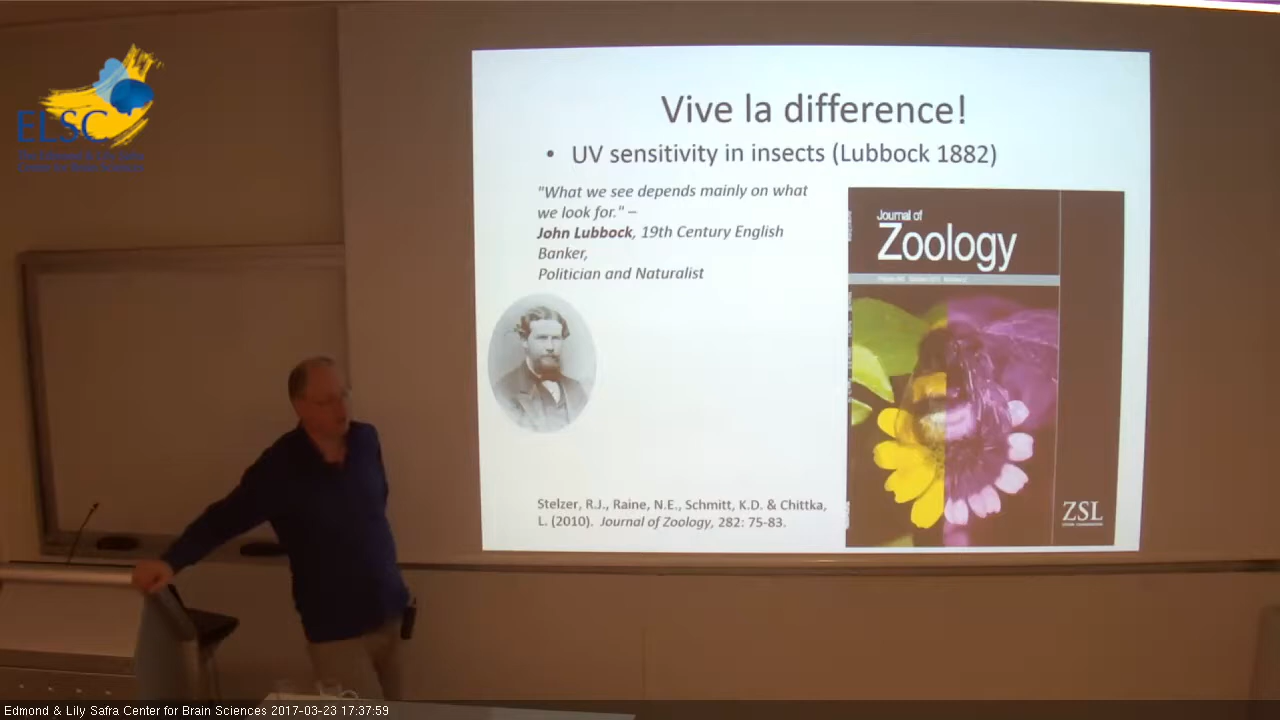 ELSC
Vive la difference!
• UV sensitivity in insects (Lubbock 1882)
"What we see depends mainly on what
we look for." –
John Lubbock, 19th Century English
Banker,
Politician and Naturalist
Journal of
Zoology
ZSL
Stelzer, R.J., Raine, N.E., Schmitt, K.D. & Chittka,
L. (2010). Journal of Zoology, 282: 75-83.
Edmond & Lily Safra Center for Brain Sciences 2017-03-23 17:37:59